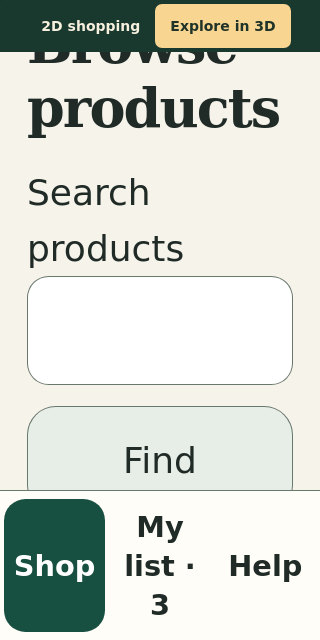 2D shopping
Explore in 3D
Browse
products
Search
products
Find
Shop
My
list ·
3
Help